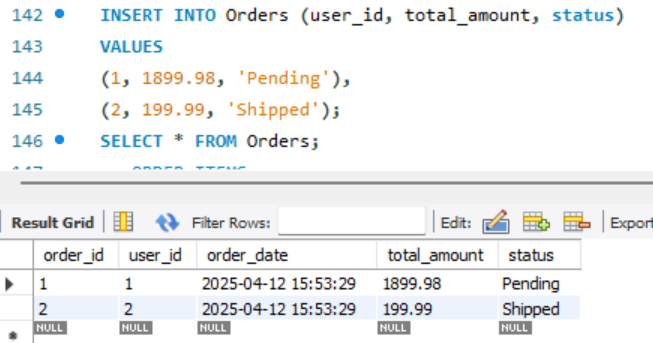 142 INSERT INTO Orders (user_id, total_amount, status)
143 VALUES
144 (1, 1899.98, 'Pending'),
145 (2, 199.99, 'Shipped');
146 SELECT * FROM Orders;
Result Grid Filter Rows: Edit: Export
order_id user_id order_date total_amount status
1 1 2025-04-12 15:53:29 1899.98 Pending
2 2 2025-04-12 15:53:29 199.99 Shipped
NULL NULL NULL NULL NULL